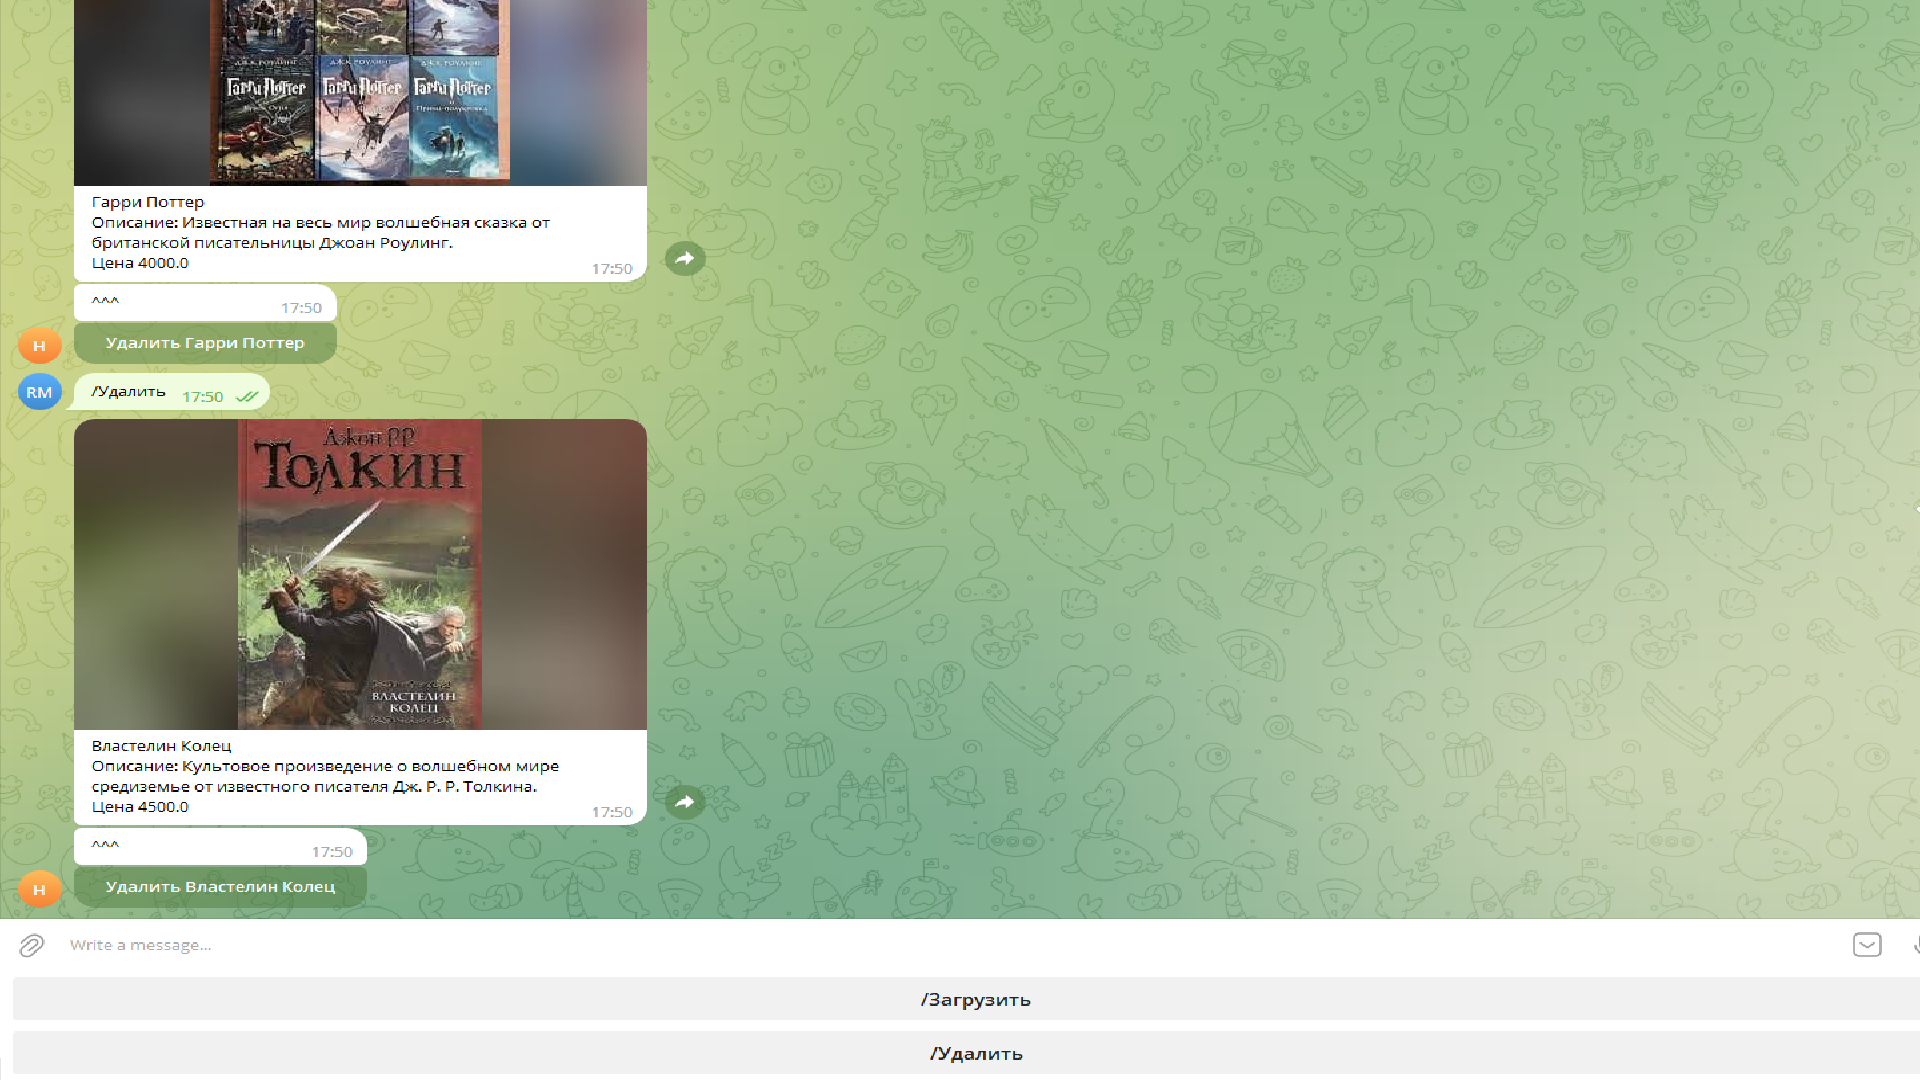 ДЖ.К. РОУЛИНГ ДЖ.К. РОУЛИНГ ДЖ.К. РОУЛИНГ
Гарри Поттер Гарри Поттер Гарри Поттер
Гарри Поттер
Описание: Известная на весь мир волшебная сказка от
британской писательницы Джоан Роулинг.
Цена 4000.0
17:50
^^^
17:50
Удалить Гарри Поттер
H
RM
/Удалить
17:50
Джон Р.Р.
Толкин
ВЛАСТЕЛИН
КОЛЕЦ
Властелин Колец
Описание: Культовое произведение о волшебном мире
средиземье от известного писателя Дж. Р. Р. Толкина.
Цена 4500.0
17:50
^^^
17:50
Удалить Властелин Колец
H
Write a message...
/Загрузить
/Удалить